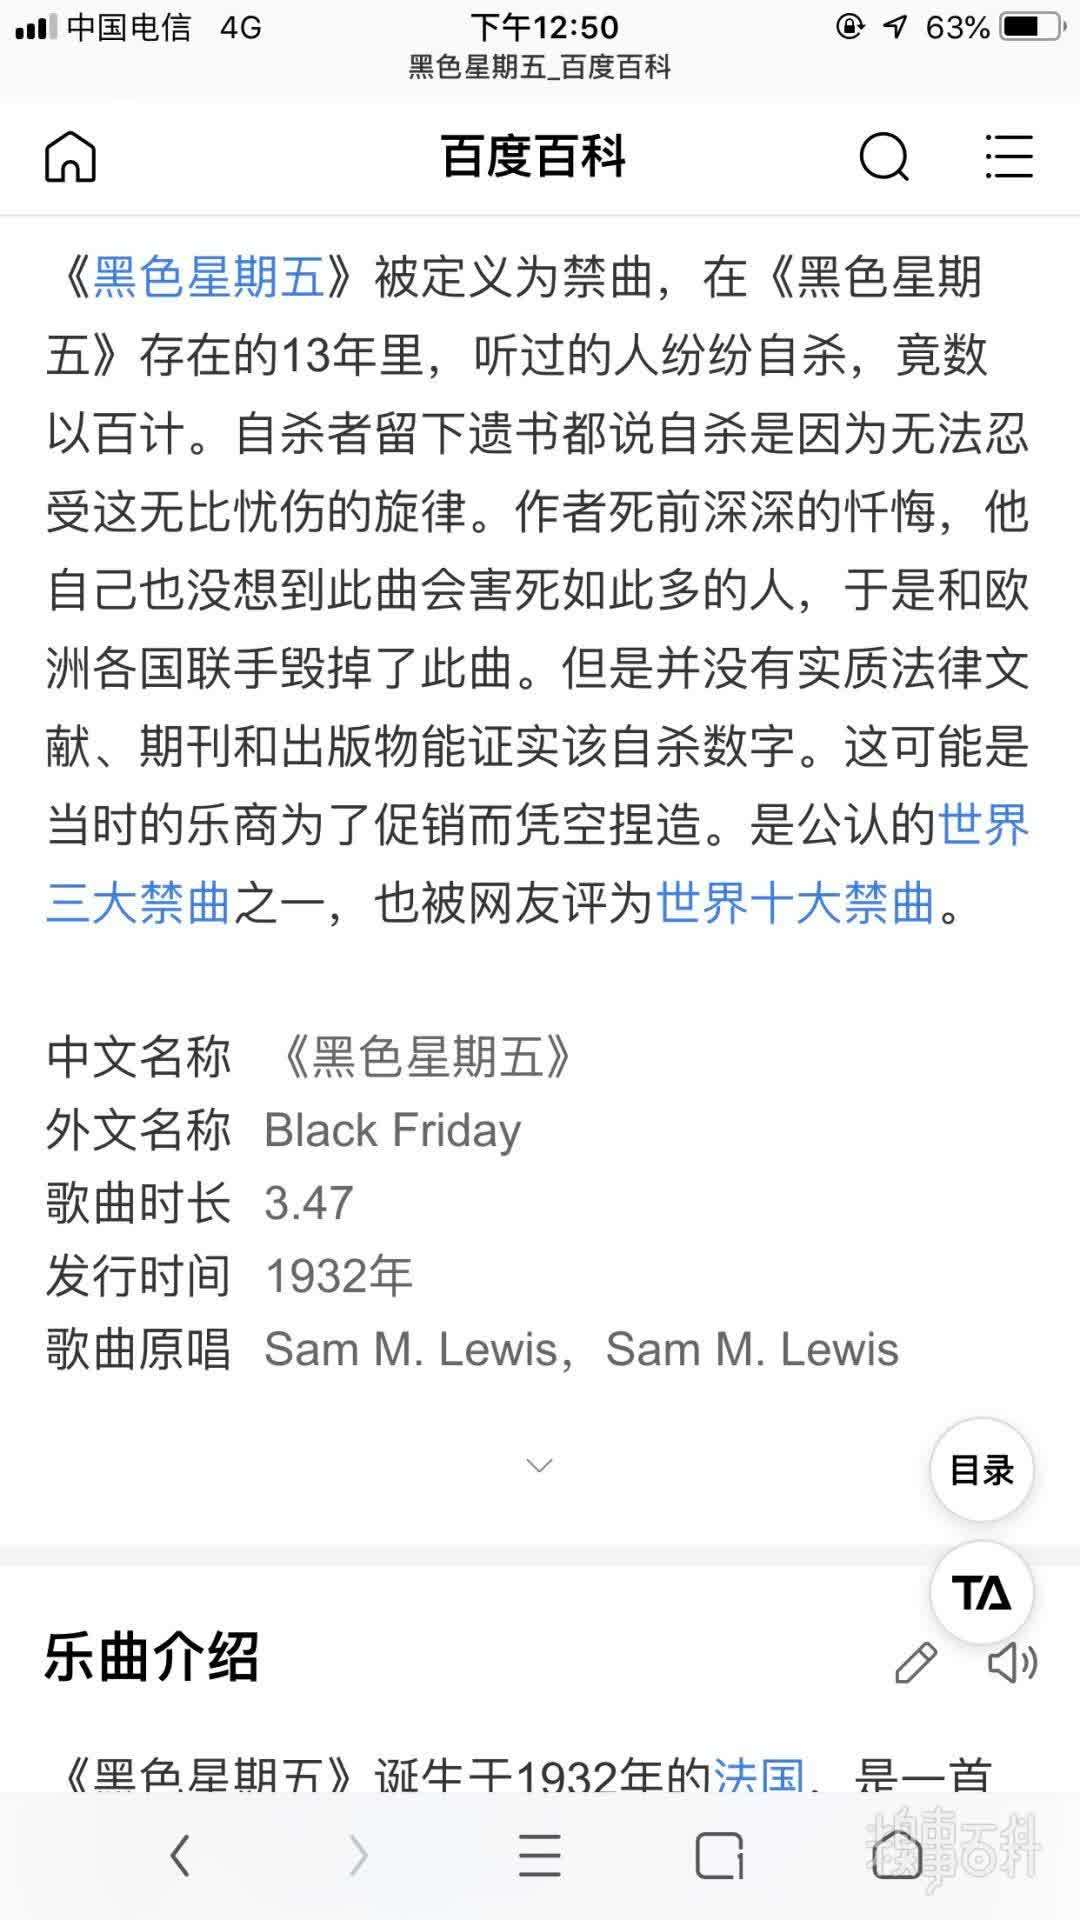 中国电信 4G 下午12:50 63%
黑色星期五_百度百科
百度百科
《黑色星期五》被定义为禁曲，在《黑色星期
五》存在的13年里，听过的人纷纷自杀，竟数
以百计。自杀者留下遗书都说自杀是因为无法忍
受这无比忧伤的旋律。作者死前深深的忏悔，他
自己也没想到此曲会害死如此多的人，于是和欧
洲各国联手毁掉了此曲。但是并没有实质法律文
献、期刊和出版物能证实该自杀数字。这可能是
当时的乐商为了促销而凭空捏造。是公认的世界
三大禁曲之一，也被网友评为世界十大禁曲。
中文名称 《黑色星期五》
外文名称 Black Friday
歌曲时长 3.47
发行时间 1932年
歌曲原唱 Sam M. Lewis，Sam M. Lewis
目录
TA
乐曲介绍
《黑色星期五》诞生于1932年的法国，是一首
1
糗事百科